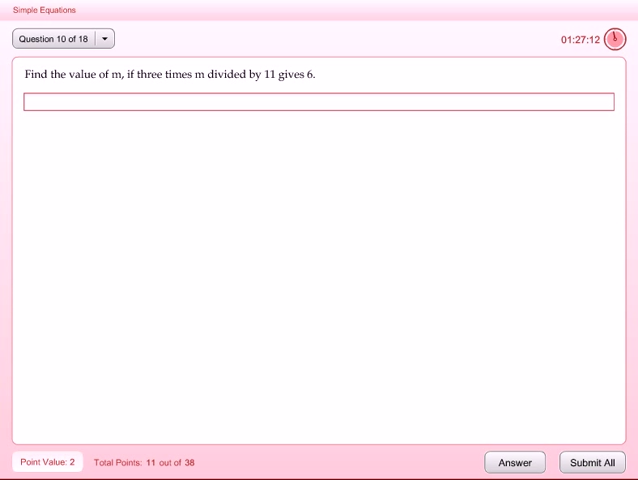 Simple Equations
Question 10 of 18
01:27:12
Find the value of m, if three times m divided by 11 gives 6.
Point Value: 2
Total Points: 11 out of 38
Answer
Submit All